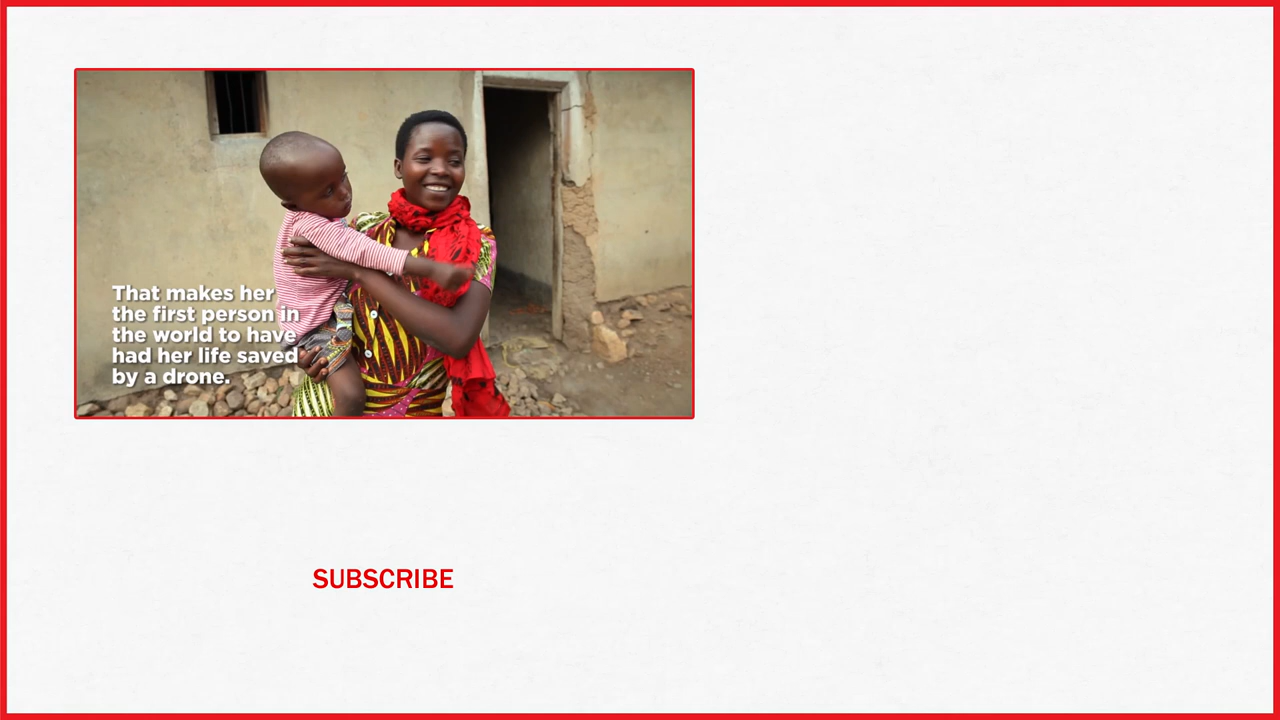 That makes her
the first person in
the world to have
had her life saved
by a drone.
SUBSCRIBE